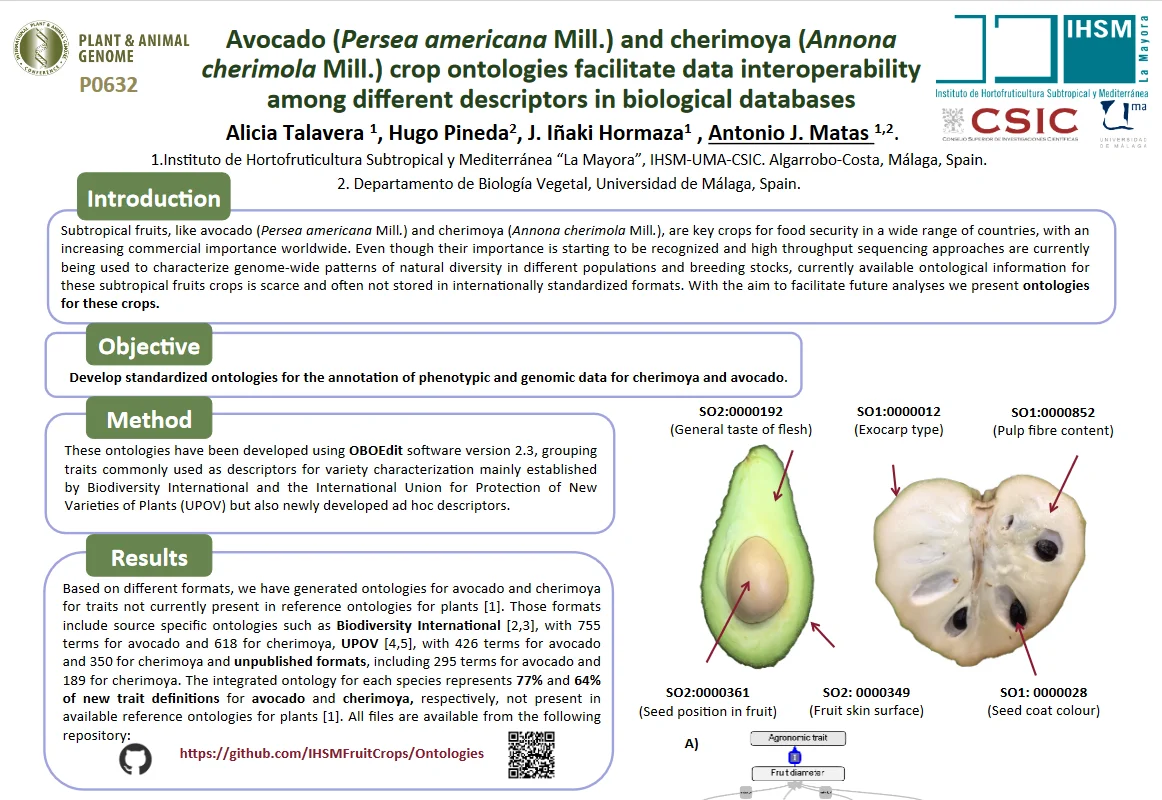 PLANT & ANIMAL
GENOME
P0632
Avocado (Persea americana Mill.) and cherimoya (Annona
cherimola Mill.) crop ontologies facilitate data interoperability
among different descriptors in biological databases
IHSM
La Mayora
Instituto de Hortofruticultura Subtropical y Mediterránea
CSIC
CONSEJO SUPERIOR DE INVESTIGACIONES CIENTÍFICAS
uma
UNIVERSIDAD
DE MÁLAGA
Alicia Talavera 1, Hugo Pineda2, J. Iñaki Hormaza1 , Antonio J. Matas 1,2.
1.Instituto de Hortofruticultura Subtropical y Mediterránea “La Mayora”, IHSM-UMA-CSIC. Algarrobo-Costa, Málaga, Spain.
2. Departamento de Biología Vegetal, Universidad de Málaga, Spain.
Introduction
Subtropical fruits, like avocado (Persea americana Mill.) and cherimoya (Annona cherimola Mill.), are key crops for food security in a wide range of countries, with an
increasing commercial importance worldwide. Even though their importance is starting to be recognized and high throughput sequencing approaches are currently
being used to characterize genome-wide patterns of natural diversity in different populations and breeding stocks, currently available ontological information for
these subtropical fruits crops is scarce and often not stored in internationally standardized formats. With the aim to facilitate future analyses we present ontologies
for these crops.
Objective
Develop standardized ontologies for the annotation of phenotypic and genomic data for cherimoya and avocado.
Method
These ontologies have been developed using OBOEdit software version 2.3, grouping
traits commonly used as descriptors for variety characterization mainly established
by Biodiversity International and the International Union for Protection of New
Varieties of Plants (UPOV) but also newly developed ad hoc descriptors.
Results
Based on different formats, we have generated ontologies for avocado and cherimoya
for traits not currently present in reference ontologies for plants [1]. Those formats
include source specific ontologies such as Biodiversity International [2,3], with 755
terms for avocado and 618 for cherimoya, UPOV [4,5], with 426 terms for avocado
and 350 for cherimoya and unpublished formats, including 295 terms for avocado and
189 for cherimoya. The integrated ontology for each species represents 77% and 64%
of new trait definitions for avocado and cherimoya, respectively, not present in
available reference ontologies for plants [1]. All files are available from the following
repository:
https://github.com/IHSMFruitCrops/Ontologies
SO2:0000192
(General taste of flesh)
SO1:0000012
(Exocarp type)
SO1:0000852
(Pulp fibre content)
SO2:0000361
(Seed position in fruit)
SO2: 0000349
(Fruit skin surface)
SO1: 0000028
(Seed coat colour)
A)
Agronomic trait
Fruit diameter